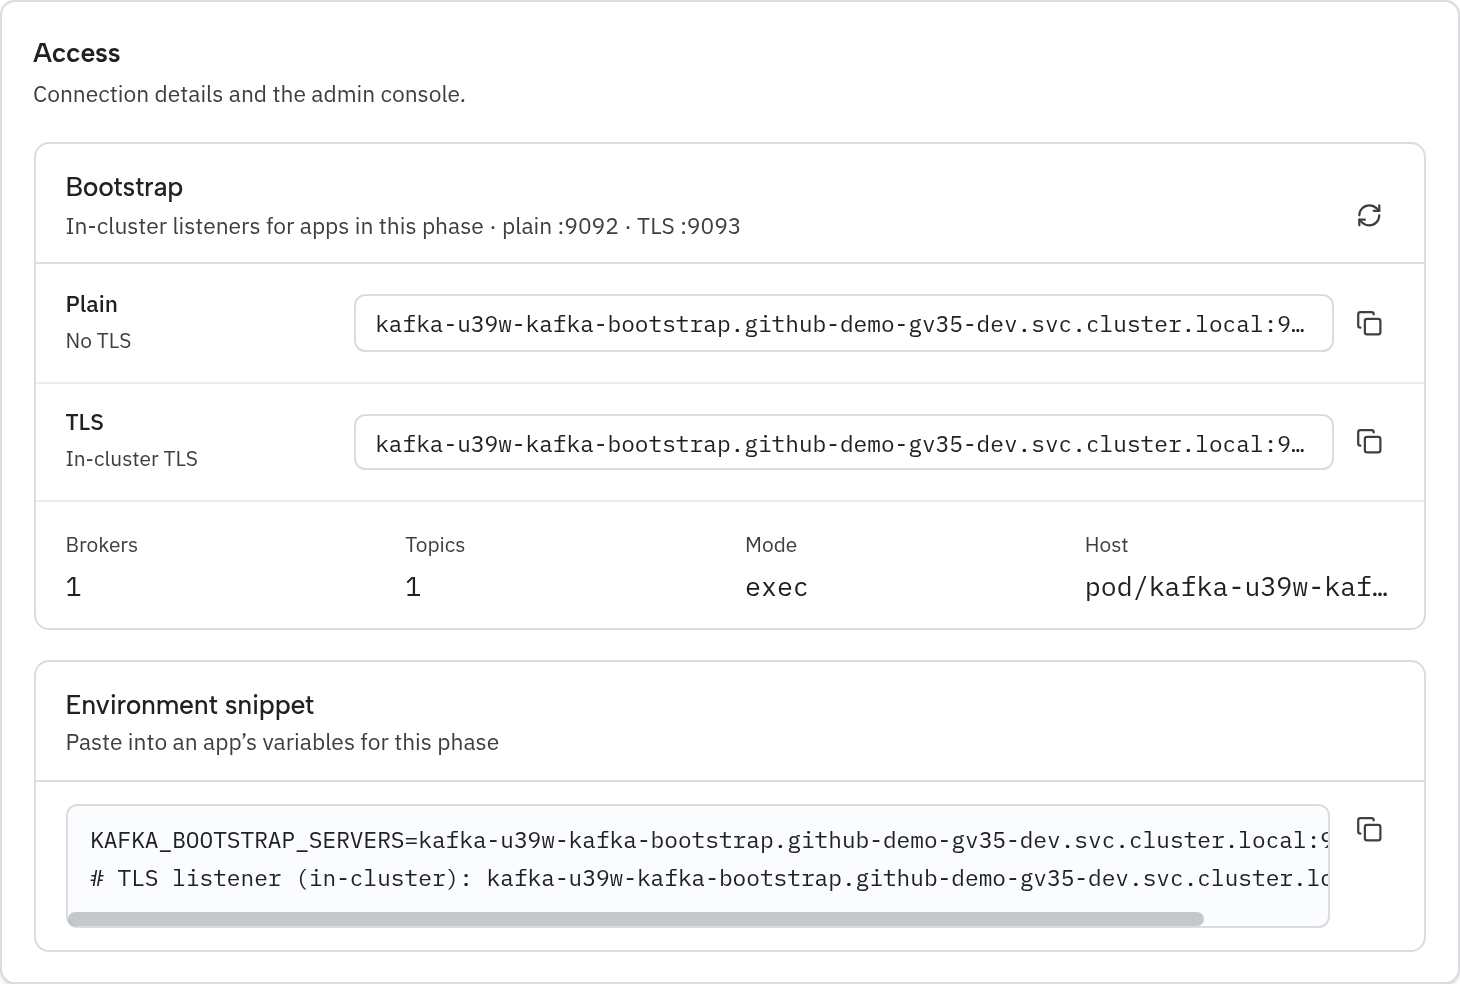 Access
Connection details and the admin console.
Bootstrap
In-cluster listeners for apps in this phase · plain :9092 · TLS :9093
Plain
No TLS
kafka-u39w-kafka-bootstrap.github-demo-gv35-dev.svc.cluster.local:9…
TLS
In-cluster TLS
kafka-u39w-kafka-bootstrap.github-demo-gv35-dev.svc.cluster.local:9…
Brokers
1
Topics
1
Mode
exec
Host
pod/kafka-u39w-kaf…
Environment snippet
Paste into an app’s variables for this phase
KAFKA_BOOTSTRAP_SERVERS=kafka-u39w-kafka-bootstrap.github-demo-gv35-dev.svc.cluster.local:9
# TLS listener (in-cluster): kafka-u39w-kafka-bootstrap.github-demo-gv35-dev.svc.cluster.lo